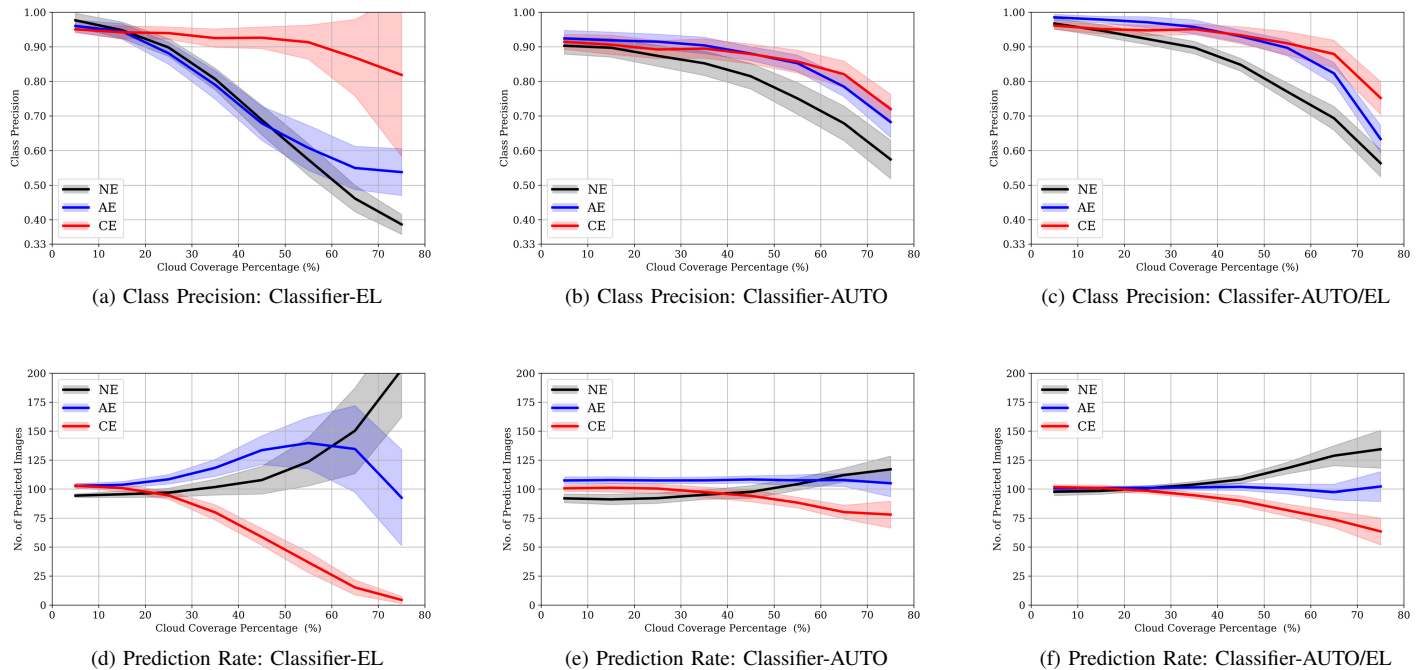 0.90
0.80
0.70
0.60
0.50
0.40
0.33
Class Precision
NE
AE
CE
0 10 20 30 40 50 60 70 80
Cloud Coverage Percentage (%)
(a) Class Precision: Classifier-EL
1.00
0.90
0.80
0.70
0.60
0.50
0.40
0.33
Class Precision
NE
AE
CE
0 10 20 30 40 50 60 70 80
Cloud Coverage Percentage (%)
(b) Class Precision: Classifier-AUTO
1.00
0.90
0.80
0.70
0.60
0.50
0.40
0.33
Class Precision
NE
AE
CE
0 10 20 30 40 50 60 70 80
Cloud Coverage Percentage (%)
(c) Class Precision: Classifer-AUTO/EL
200
175
150
125
100
75
50
25
0
No. of Predicted Images
NE
AE
CE
0 10 20 30 40 50 60 70 80
Cloud Coverage Percentage (%)
(d) Prediction Rate: Classifier-EL
200
175
150
125
100
75
50
25
0
No. of Predicted Images
NE
AE
CE
0 10 20 30 40 50 60 70 80
Cloud Coverage Percentage (%)
(e) Prediction Rate: Classifier-AUTO
200
175
150
125
100
75
50
25
0
No. of Predicted Images
NE
AE
CE
0 10 20 30 40 50 60 70 80
Cloud Coverage Percentage (%)
(f) Prediction Rate: Classifier-AUTO/EL